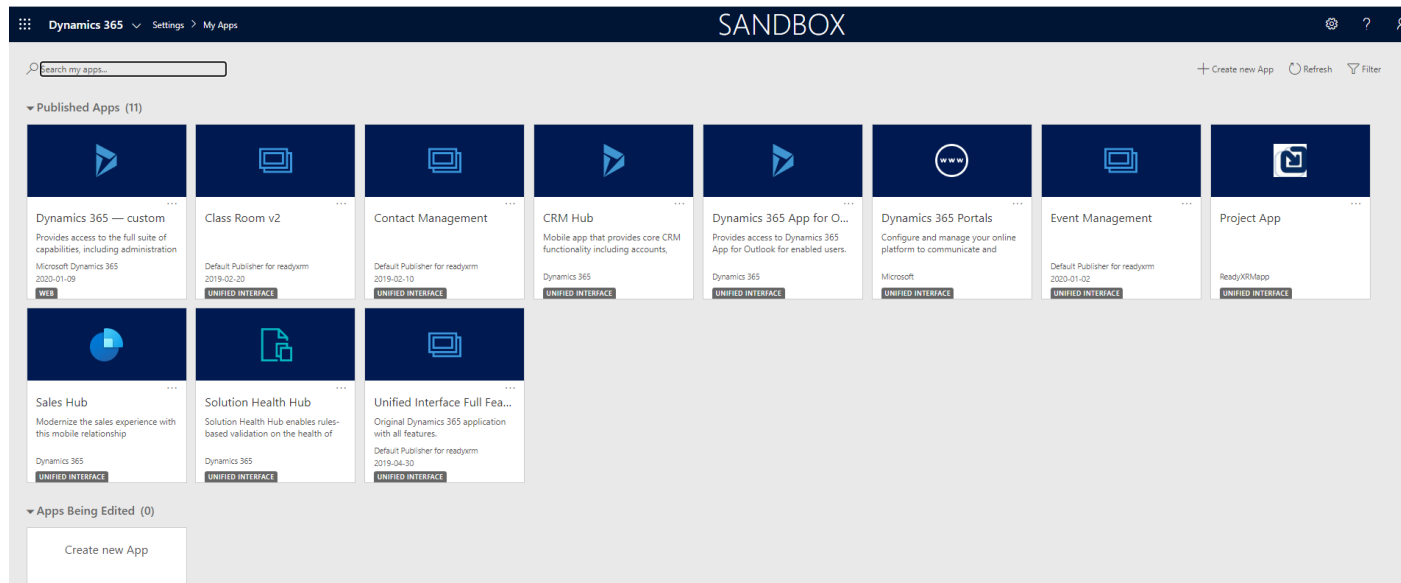 Dynamics 365 Settings > My Apps SANDBOX ?
Search my apps... Create new App Refresh Filter
Published Apps (11)
Dynamics 365 — custom
Provides access to the full suite of
capabilities, including administration
Microsoft Dynamics 365
2020-01-09
WEB
Class Room v2
Default Publisher for readyxrm
2019-02-20
UNIFIED INTERFACE
Contact Management
Default Publisher for readyxrm
2019-02-10
UNIFIED INTERFACE
CRM Hub
Mobile app that provides core CRM
functionality including accounts,
Dynamics 365
UNIFIED INTERFACE
Dynamics 365 App for O...
Provides access to Dynamics 365
App for Outlook for enabled users.
Dynamics 365
UNIFIED INTERFACE
www
Dynamics 365 Portals
Configure and manage your online
platform to communicate and
Microsoft
UNIFIED INTERFACE
Event Management
Default Publisher for readyxrm
2020-01-02
UNIFIED INTERFACE
Project App
ReadyXRMapp
UNIFIED INTERFACE
Sales Hub
Modernize the sales experience with
this mobile relationship
Dynamics 365
UNIFIED INTERFACE
Solution Health Hub
Solution Health Hub enables rules-
based validation on the health of
Dynamics 365
UNIFIED INTERFACE
Unified Interface Full Fea...
Original Dynamics 365 application
with all features.
Default Publisher for readyxrm
2019-04-30
UNIFIED INTERFACE
Apps Being Edited (0)
Create new App